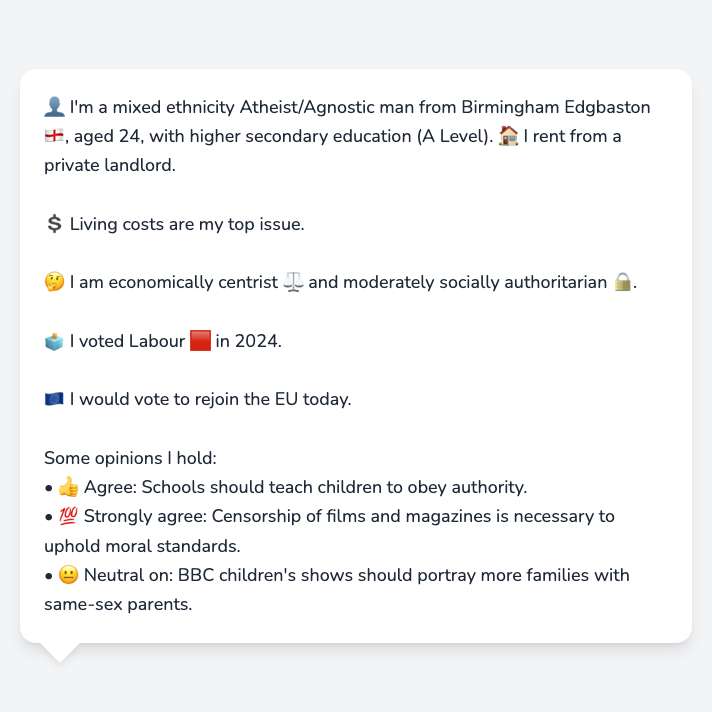 👤 I'm a mixed ethnicity Atheist/Agnostic man from Birmingham Edgbaston
🏴󠁧󠁢󠁥󠁮󠁧󠁿, aged 24, with higher secondary education (A Level). 🏠 I rent from a
private landlord.
💲 Living costs are my top issue.
🤔 I am economically centrist ⚖️ and moderately socially authoritarian 🔒.
🗳️ I voted Labour 🟥 in 2024.
🇪🇺 I would vote to rejoin the EU today.
Some opinions I hold:
• 👍 Agree: Schools should teach children to obey authority.
• 💯 Strongly agree: Censorship of films and magazines is necessary to
uphold moral standards.
• 😐 Neutral on: BBC children's shows should portray more families with
same-sex parents.